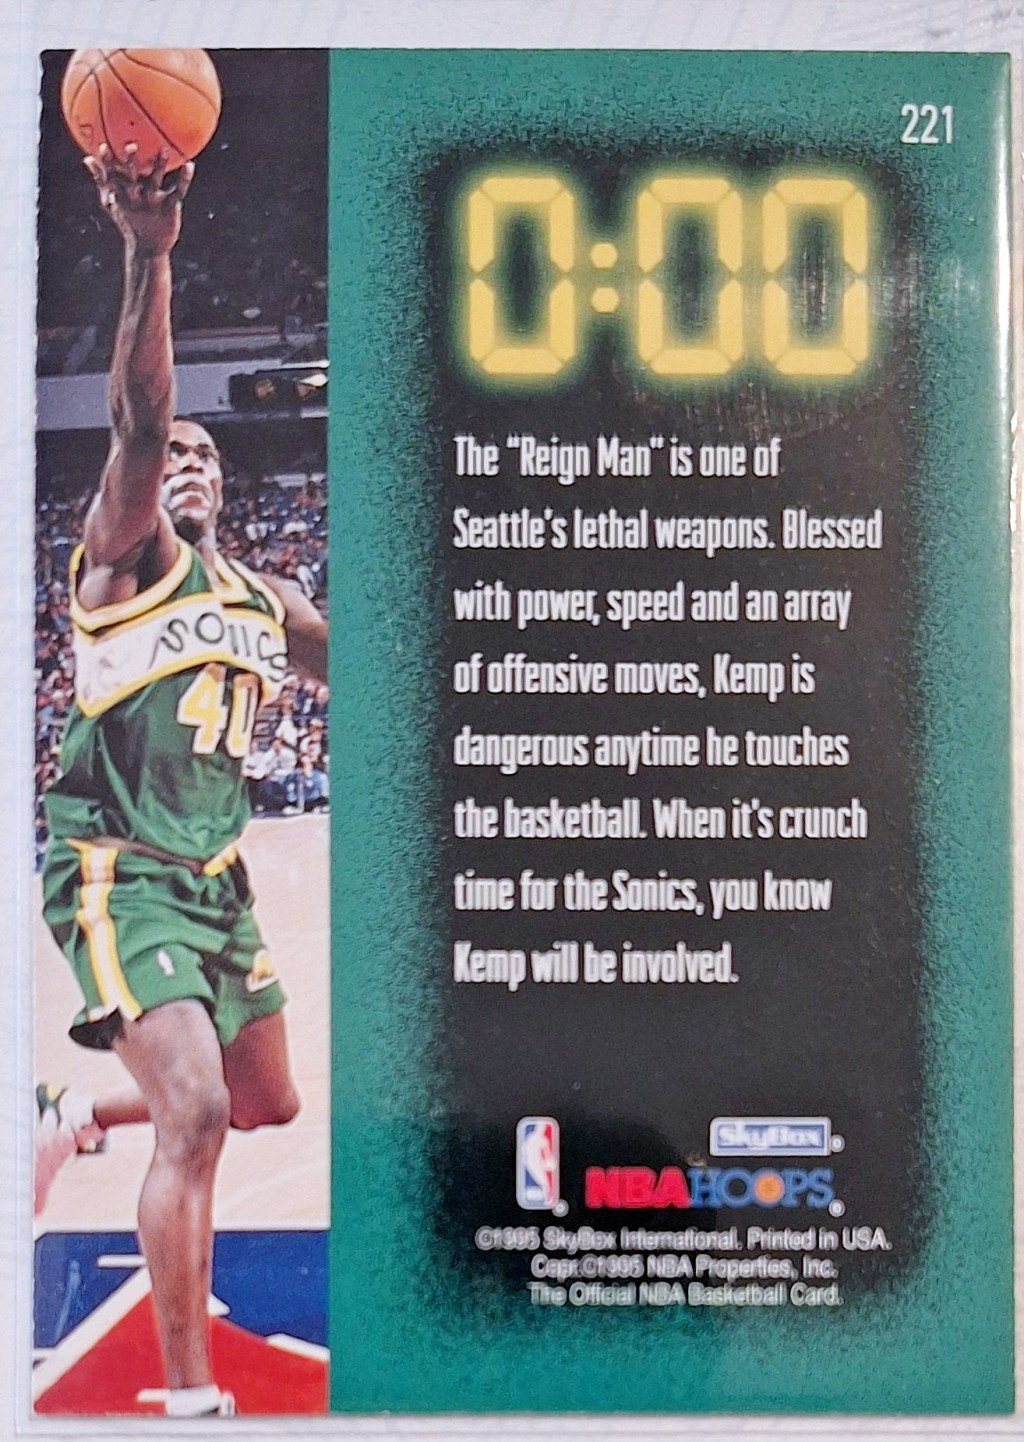 221
0:00
The "Reign Man" is one of
Seattle's lethal weapons. Blessed
with power, speed and an array
of offensive moves, Kemp is
dangerous anytime he touches
the basketball. When it's crunch
time for the Sonics, you know
Kemp will be involved.
SONICS
40
SkyBox®
NBA HOOPS®
©1995 SkyBox International. Printed in USA.
Copr.©1995 NBA Properties, Inc.
The Official NBA Basketball Card.